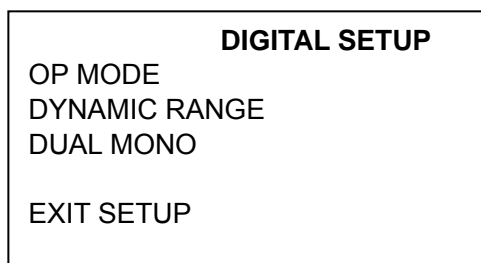 DIGITAL SETUP
OP MODE
DYNAMIC RANGE
DUAL MONO
EXIT SETUP